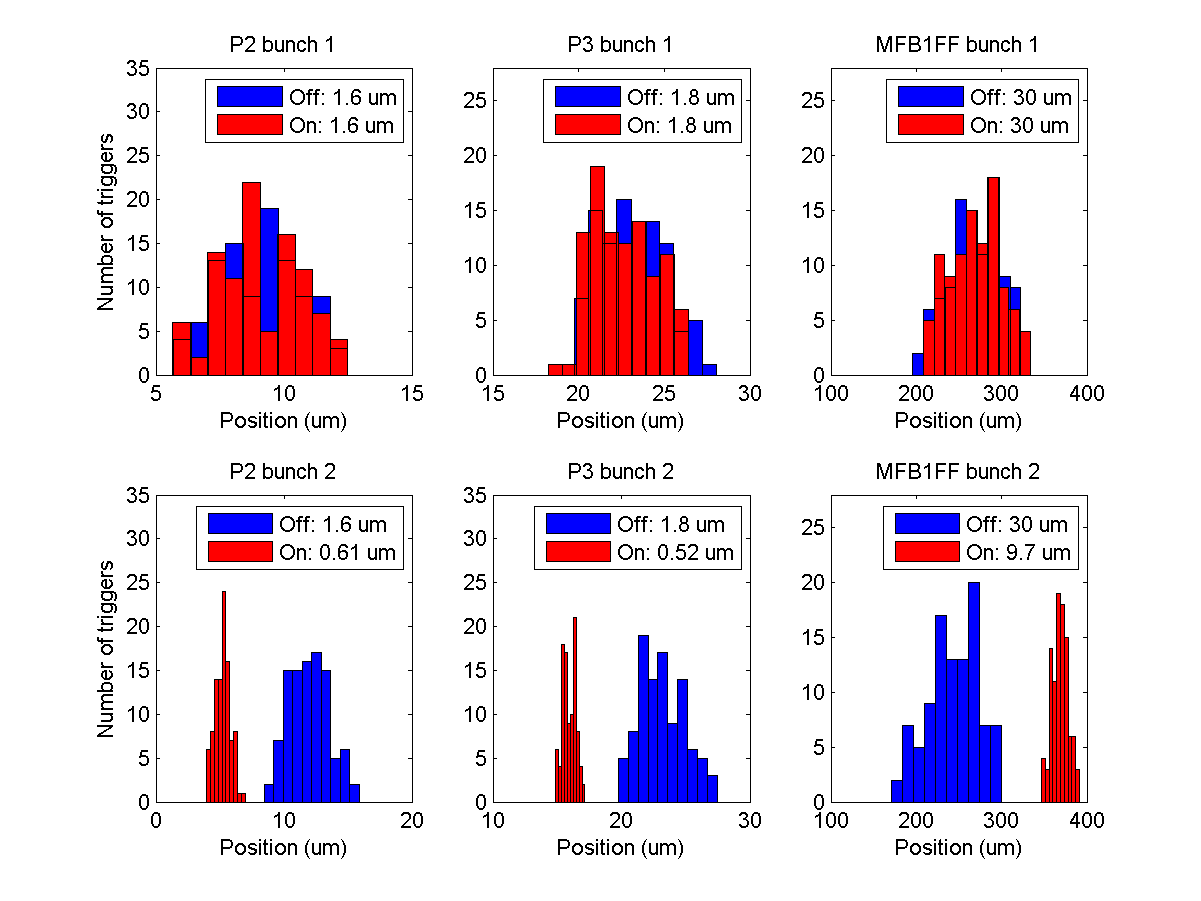 P2 bunch 1
35
30
25
20
15
10
5
0
5
10
15
Number of triggers
Position (um)
Off: 1.6 um
On: 1.6 um
P3 bunch 1
25
20
15
10
5
0
15
20
25
30
Position (um)
Off: 1.8 um
On: 1.8 um
MFB1FF bunch 1
25
20
15
10
5
0
100
200
300
400
Position (um)
Off: 30 um
On: 30 um
P2 bunch 2
35
30
25
20
15
10
5
0
0
10
20
Number of triggers
Position (um)
Off: 1.6 um
On: 0.61 um
P3 bunch 2
35
30
25
20
15
10
5
0
10
20
30
Position (um)
Off: 1.8 um
On: 0.52 um
MFB1FF bunch 2
25
20
15
10
5
0
100
200
300
400
Position (um)
Off: 30 um
On: 9.7 um